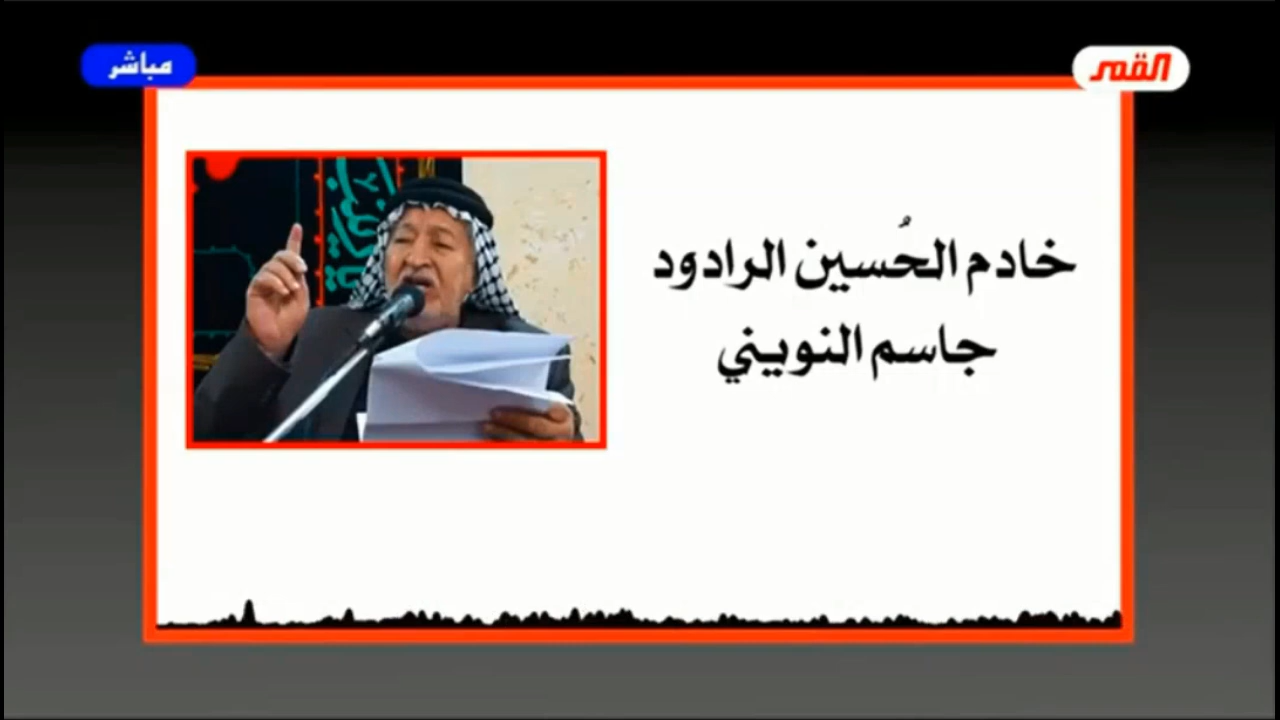 القمر
مباشر
خادم الحُسين الرادود
جاسم النويني